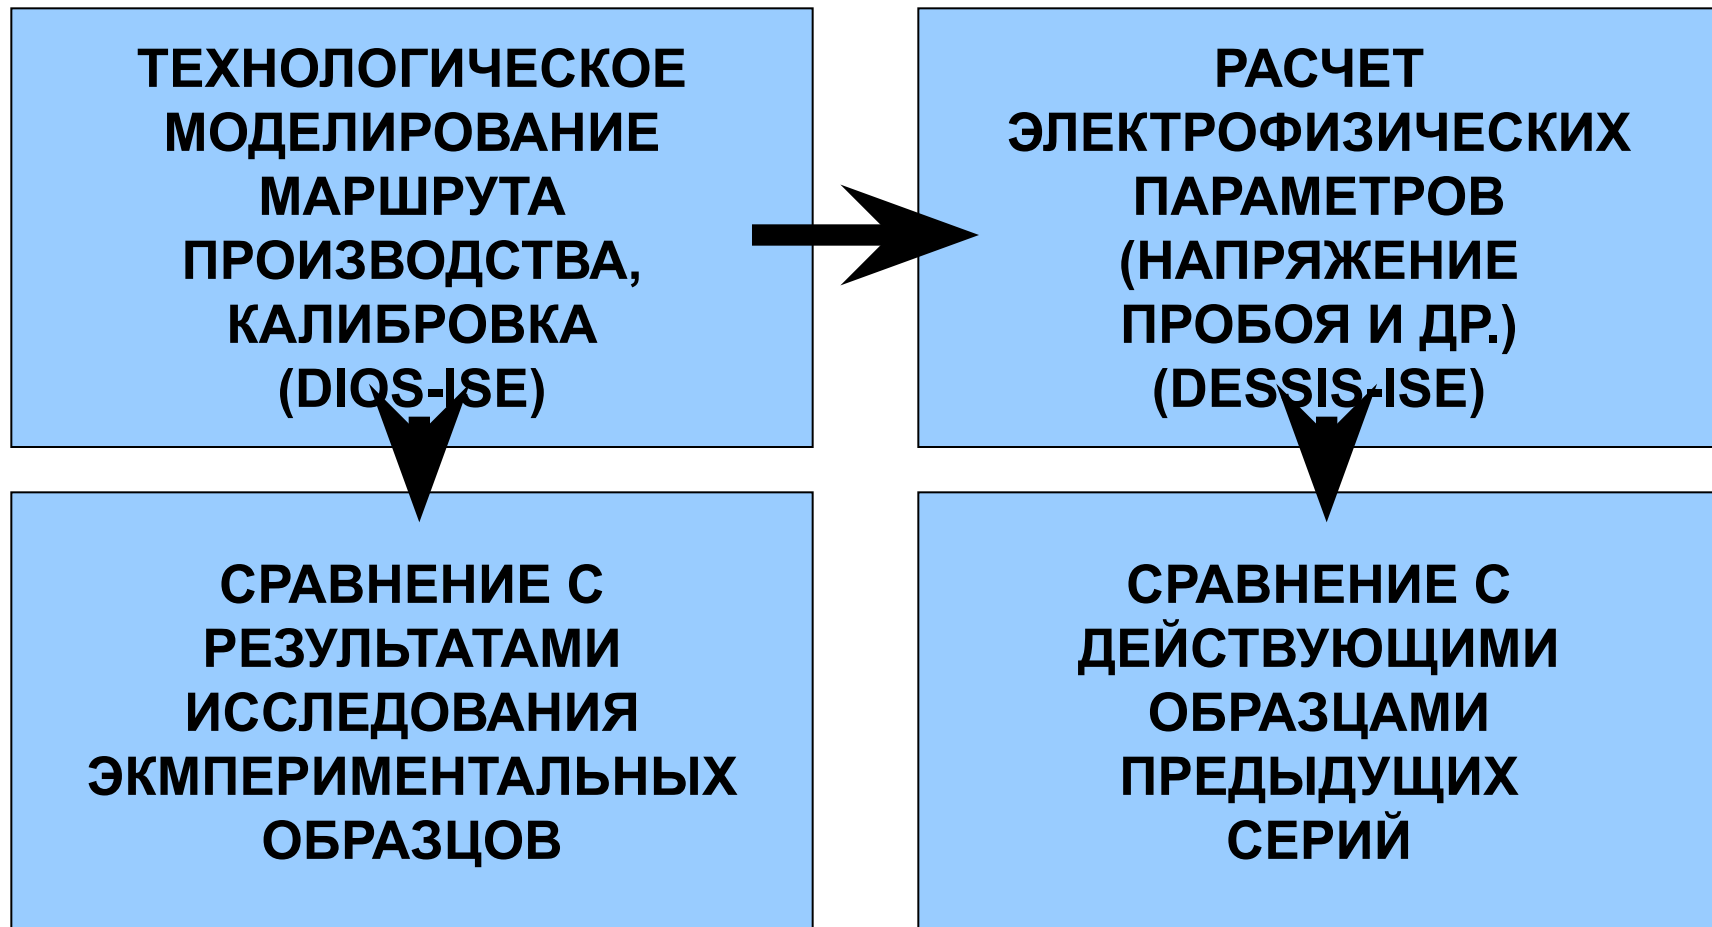 ТЕХНОЛОГИЧЕСКОЕ
МОДЕЛИРОВАНИЕ
МАРШРУТА
ПРОИЗВОДСТВА,
КАЛИБРОВКА
(DIOS-ISE)
РАСЧЕТ
ЭЛЕКТРОФИЗИЧЕСКИХ
ПАРАМЕТРОВ
(НАПРЯЖЕНИЕ
ПРОБОЯ И ДР.)
(DESSIS-ISE)
СРАВНЕНИЕ С
РЕЗУЛЬТАТАМИ
ИССЛЕДОВАНИЯ
ЭКМПЕРИМЕНТАЛЬНЫХ
ОБРАЗЦОВ
СРАВНЕНИЕ С
ДЕЙСТВУЮЩИМИ
ОБРАЗЦАМИ
ПРЕДЫДУЩИХ
СЕРИЙ